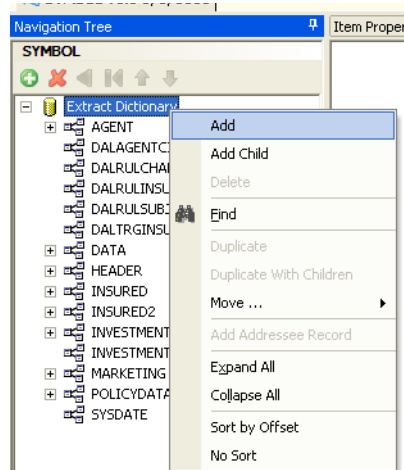 Navigation Tree
Item Proper
SYMBOL
Extract Dictionary
AGENT
DALAGENTC
DALRULCHA
DALRULINSU
DALRULSUB
DALTRGINSU
DATA
HEADER
INSURED
INSURED2
INVESTMENT
INVESTMENT
MARKETING
POLICYDATA
SYSDATE
Add
Add Child
Delete
Find
Duplicate
Duplicate With Children
Move ...
Add Addressee Record
Expand All
Collapse All
Sort by Offset
No Sort